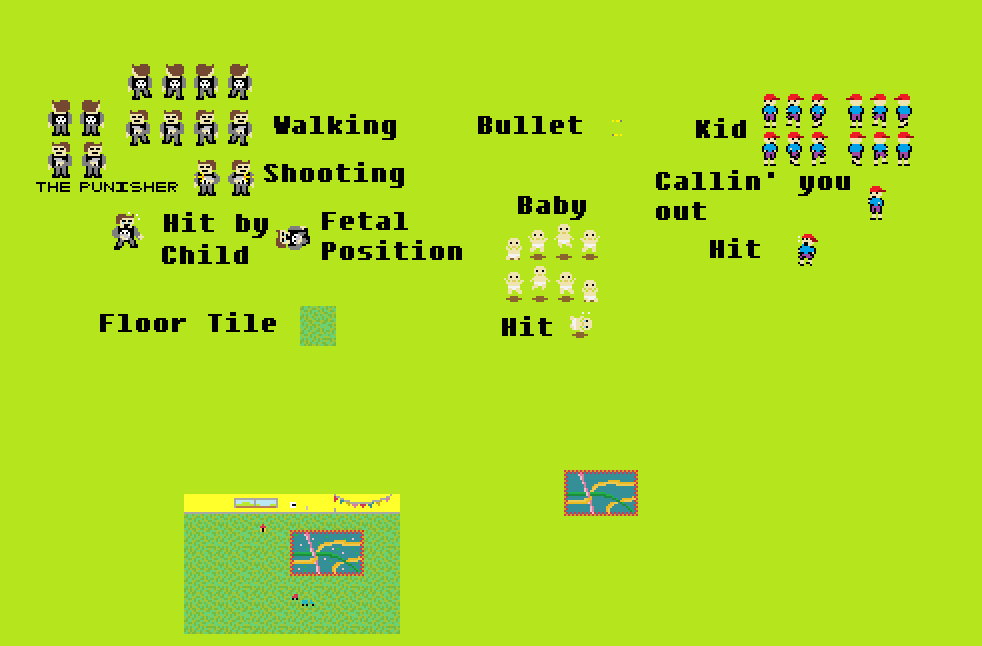 Walking
Bullet
Kid
THE PUNISHER
Shooting
Callin' you
out
Hit by
Child
Fetal
Position
Baby
Hit
Floor Tile
Hit